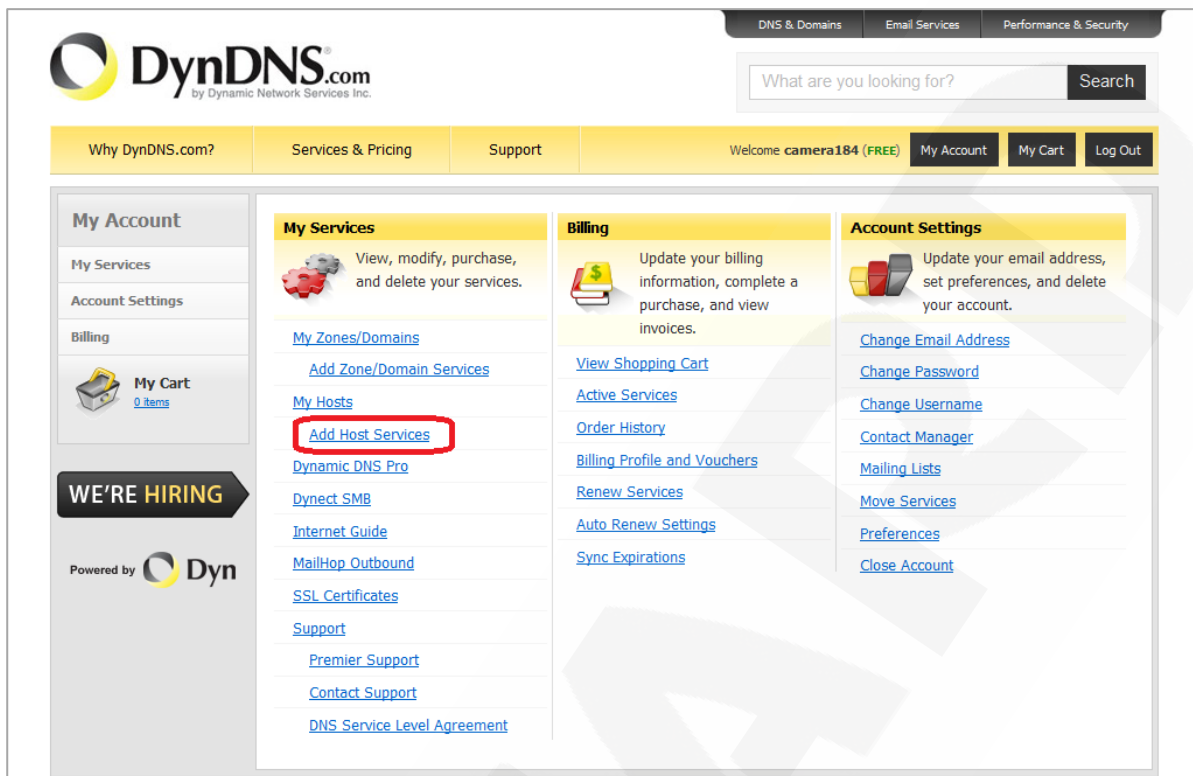 DNS & Domains
Email Services
Performance & Security
DynDNS.com
by Dynamic Network Services Inc.
What are you looking for?
Search
Why DynDNS.com?
Services & Pricing
Support
Welcome camera184 (FREE)
My Account
My Cart
Log Out
My Account
My Services
Account Settings
Billing
My Cart
0 items
WE'RE HIRING
Powered by Dyn
My Services
View, modify, purchase,
and delete your services.
My Zones/Domains
Add Zone/Domain Services
My Hosts
Add Host Services
Dynamic DNS Pro
Dynect SMB
Internet Guide
MailHop Outbound
SSL Certificates
Support
Premier Support
Contact Support
DNS Service Level Agreement
Billing
Update your billing
information, complete a
purchase, and view
invoices.
View Shopping Cart
Active Services
Order History
Billing Profile and Vouchers
Renew Services
Auto Renew Settings
Sync Expirations
Account Settings
Update your email address,
set preferences, and delete
your account.
Change Email Address
Change Password
Change Username
Contact Manager
Mailing Lists
Move Services
Preferences
Close Account